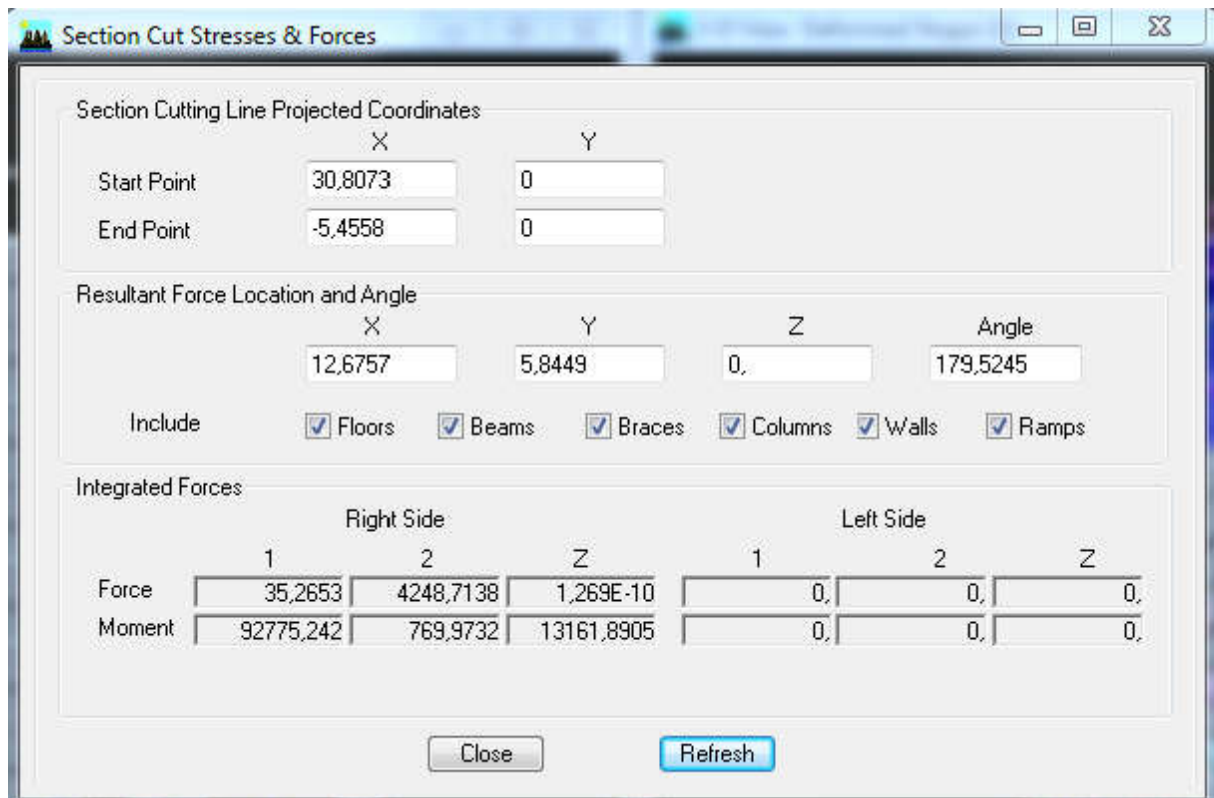 Section Cut Stresses & Forces
Section Cutting Line Projected Coordinates
X Y
Start Point 30,8073 0
End Point -5,4558 0
Resultant Force Location and Angle
X Y Z Angle
12,6757 5,8449 0, 179,5245
Include Floors Beams Braces Columns Walls Ramps
Integrated Forces
Right Side Left Side
1 2 Z 1 2 Z
Force 35,2653 4248,7138 1,269E-10 0, 0, 0,
Moment 92775,242 769,9732 13161,8905 0, 0, 0,
Close Refresh